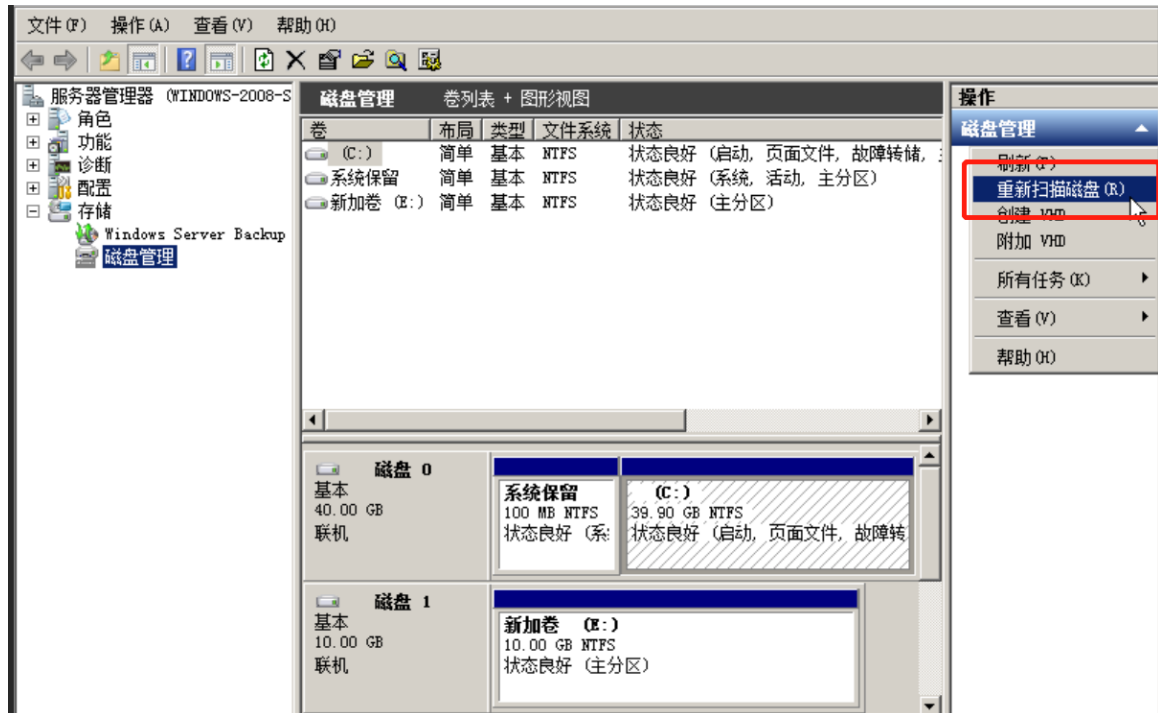 文件(F) 操作(A) 查看(V) 帮助(H)
服务器管理器 (WINDOWS-2008-S
角色
功能
诊断
配置
存储
Windows Server Backup
磁盘管理
磁盘管理 卷列表 + 图形视图
卷 布局 类型 文件系统 状态
(C:) 简单 基本 NTFS 状态良好 (启动, 页面文件, 故障转储,
系统保留 简单 基本 NTFS 状态良好 (系统, 活动, 主分区)
新加卷 (E:) 简单 基本 NTFS 状态良好 (主分区)
磁盘 0
基本
40.00 GB
联机
系统保留
100 MB NTFS
状态良好 (系
(C:)
39.90 GB NTFS
状态良好 (启动, 页面文件, 故障转
磁盘 1
基本
10.00 GB
联机
新加卷 (E:)
10.00 GB NTFS
状态良好 (主分区)
操作
磁盘管理
刷新(F)
重新扫描磁盘(R)
创建 VHD
附加 VHD
所有任务(K)
查看(V)
帮助(H)